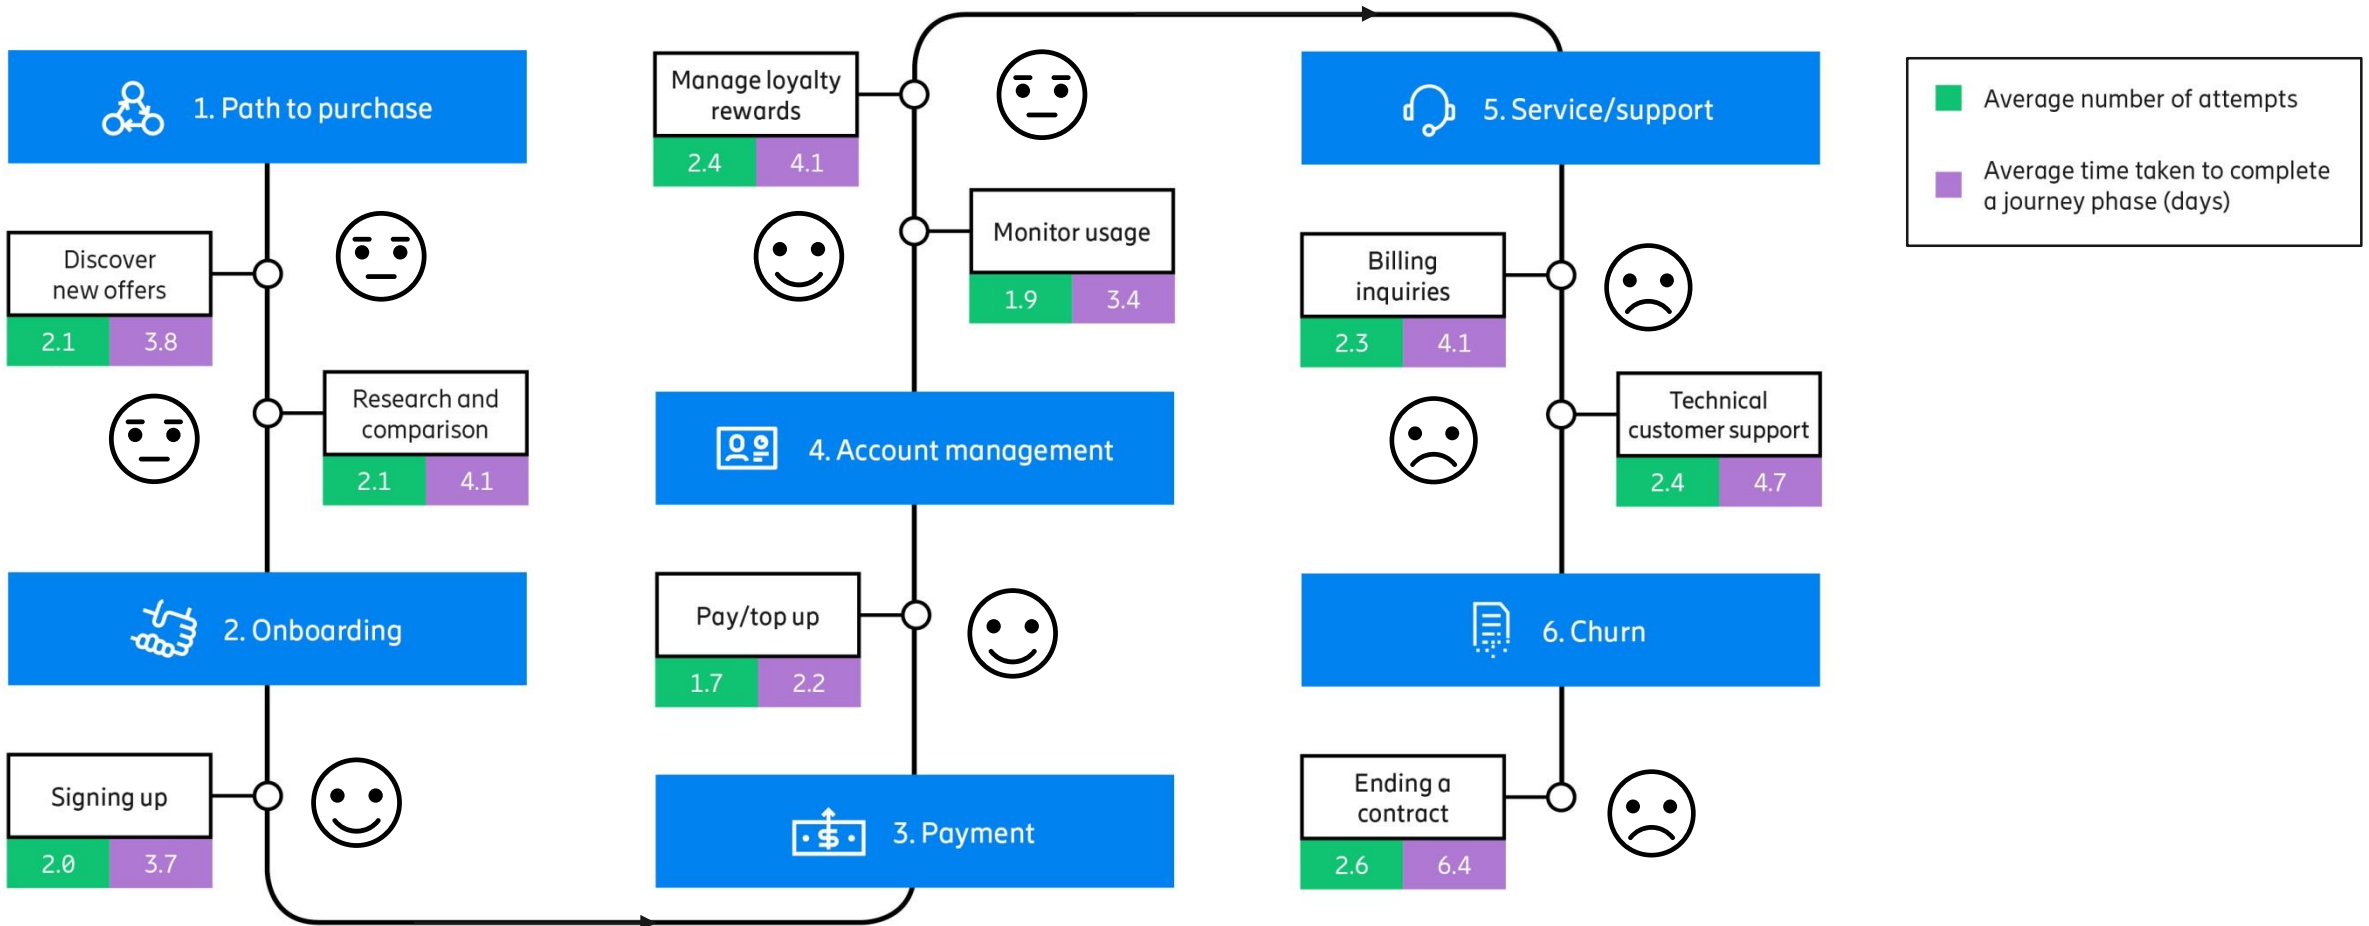 1. Path to purchase
Discover
new offers
2.1
3.8
Research and
comparison
2.1
4.1
2. Onboarding
Signing up
2.0
3.7
Manage loyalty
rewards
2.4
4.1
Monitor usage
1.9
3.4
4. Account management
Pay/top up
1.7
2.2
$
3. Payment
5. Service/support
Billing
inquiries
2.3
4.1
Technical
customer support
2.4
4.7
6. Churn
Ending a
contract
2.6
6.4
Average number of attempts
Average time taken to complete
a journey phase (days)